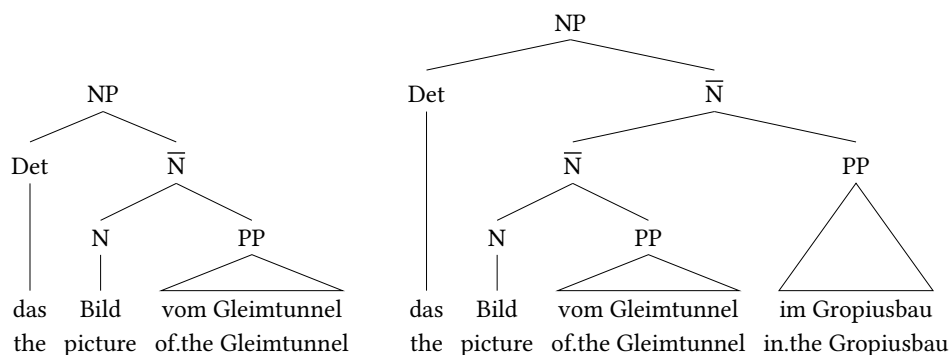 NP
Det N̅
N PP
das Bild vom Gleimtunnel
the picture of.the Gleimtunnel
NP
Det N̅
N̅ PP
N PP
das Bild vom Gleimtunnel im Gropiusbau
the picture of.the Gleimtunnel in.the Gropiusbau